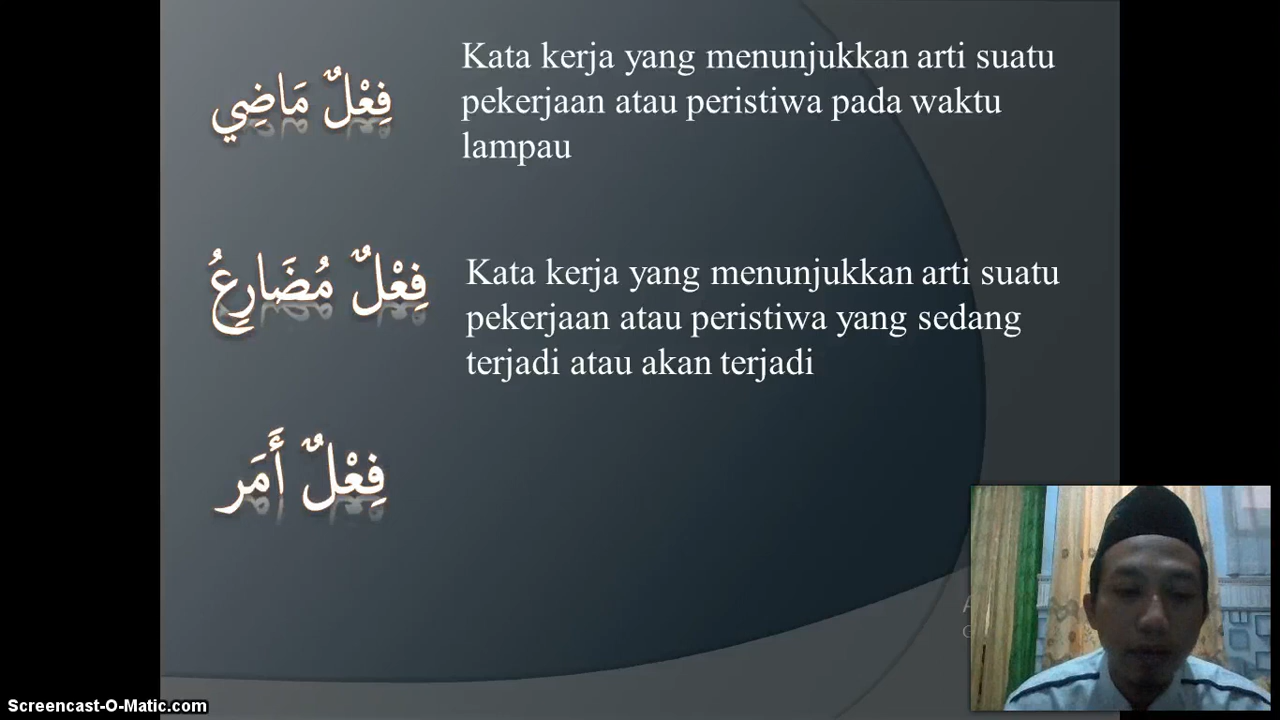 فِعْلٌ مَاضِي
Kata kerja yang menunjukkan arti suatu
pekerjaan atau peristiwa pada waktu
lampau
فِعْلٌ مُضَارِعُ
Kata kerja yang menunjukkan arti suatu
pekerjaan atau peristiwa yang sedang
terjadi atau akan terjadi
فِعْلٌ أَمَر
Screencast-O-Matic.com